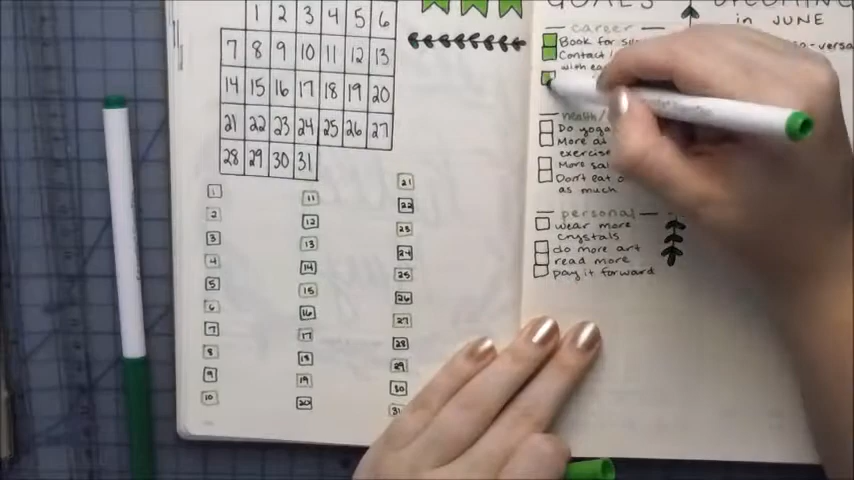 1 2 3 4 5 6
7 8 9 10 11 12 13
14 15 16 17 18 19 20
21 22 23 24 25 26 27
28 29 30 31
1
2
3
4
5
6
7
8
9
10
11
12
13
14
15
16
17
18
19
20
21
22
23
24
25
26
27
28
29
30
31
GOALS
career
Book for
Contact
with
health/
Do yoga
More
exercise
More
Don't eat
as much
personal
wear more
crystals
do more art
read more
pay it forward
UPCOMING
in JUNE